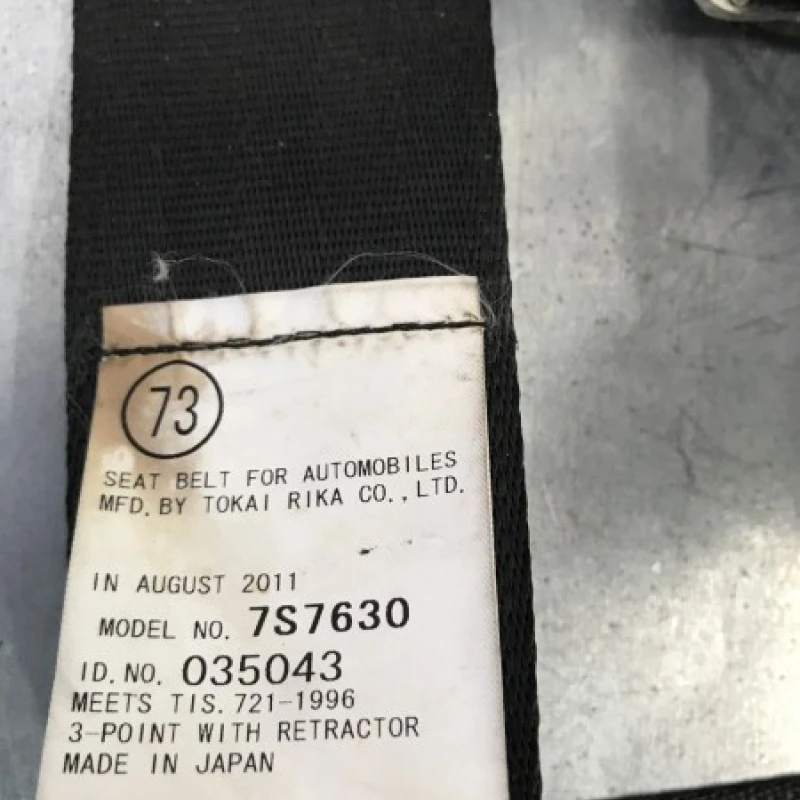 73
SEAT BELT FOR AUTOMOBILES
MFD. BY TOKAI RIKA CO., LTD.
IN AUGUST 2011
MODEL NO. 7S7630
ID. NO. 035043
MEETS TIS. 721-1996
3-POINT WITH RETRACTOR
MADE IN JAPAN